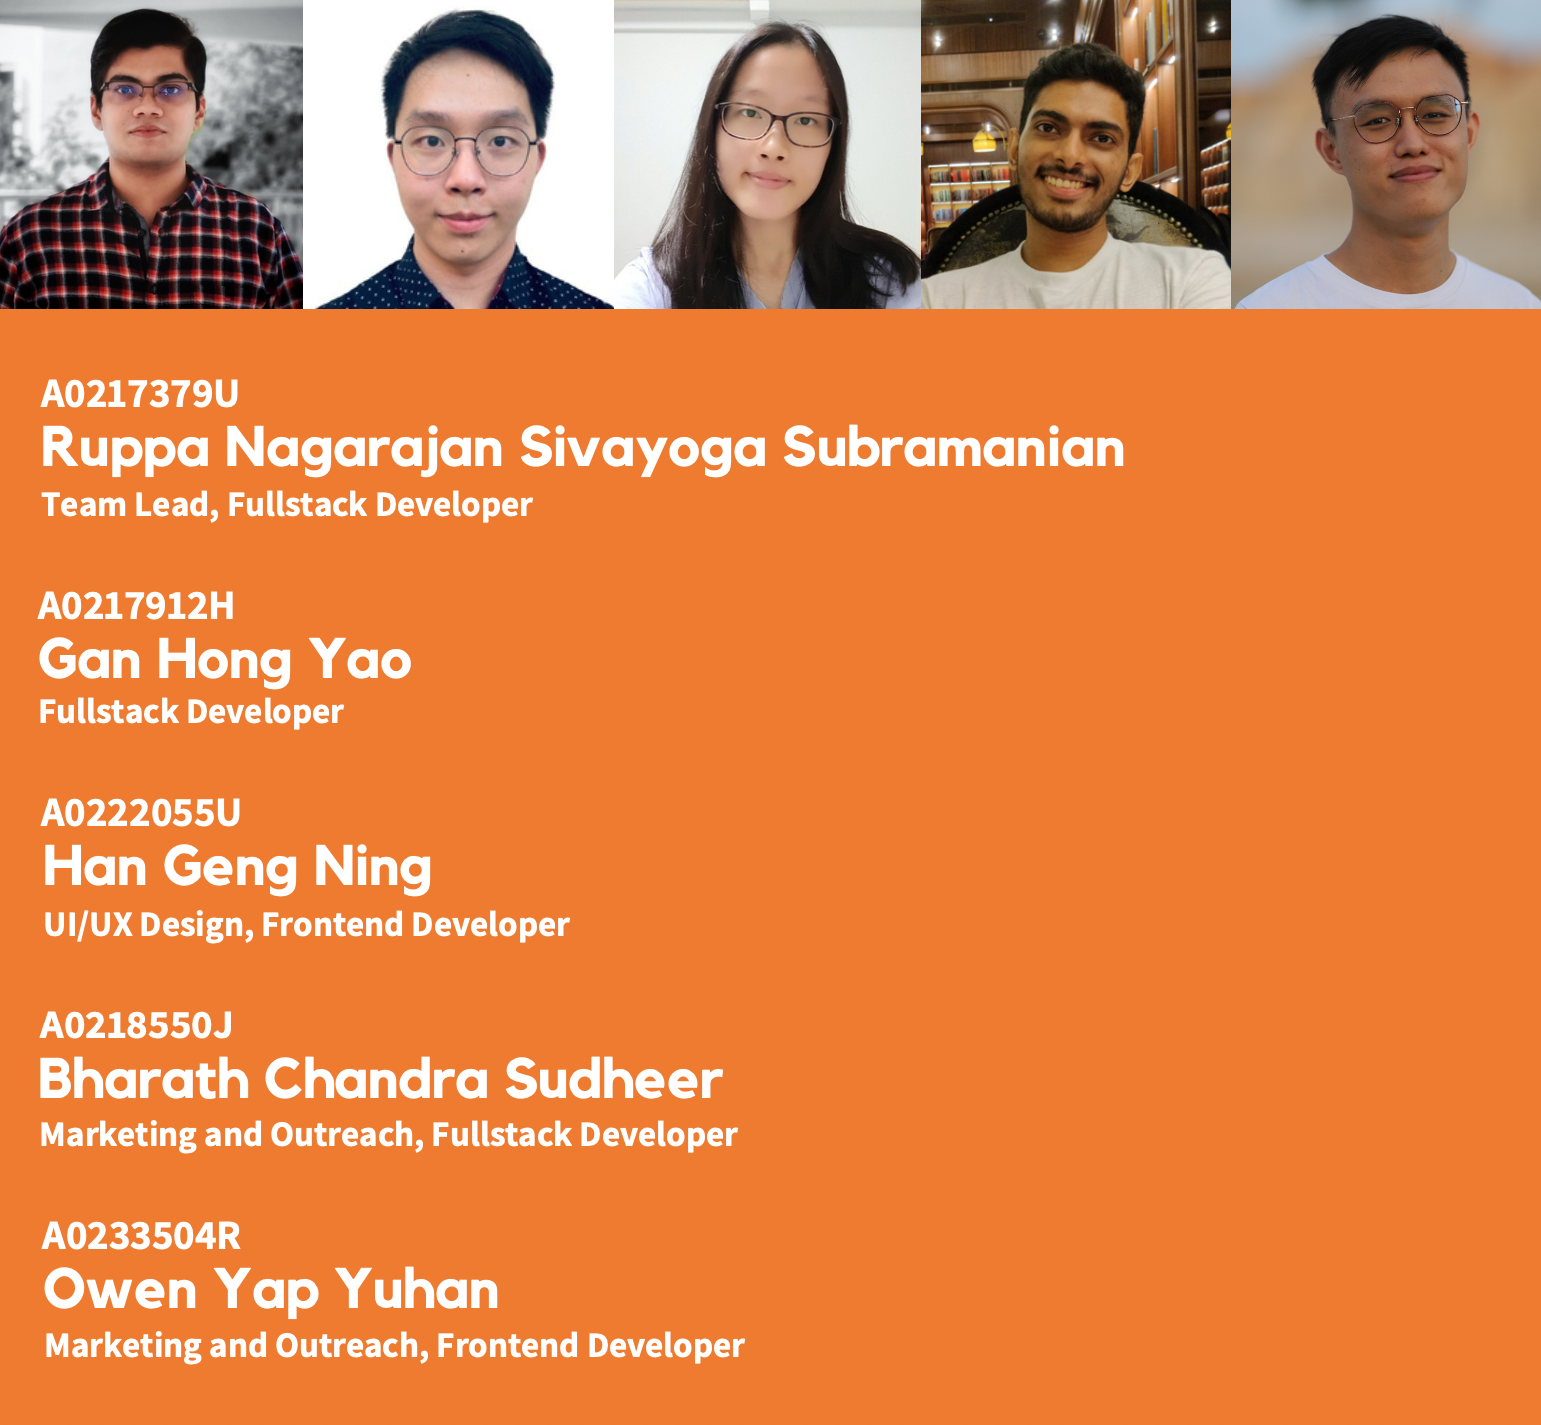 A0217379U
Ruppa Nagarajan Sivayoga Subramanian
Team Lead, Fullstack Developer
A0217912H
Gan Hong Yao
Fullstack Developer
A0222055U
Han Geng Ning
UI/UX Design, Frontend Developer
A0218550J
Bharath Chandra Sudheer
Marketing and Outreach, Fullstack Developer
A0233504R
Owen Yap Yuhan
Marketing and Outreach, Frontend Developer